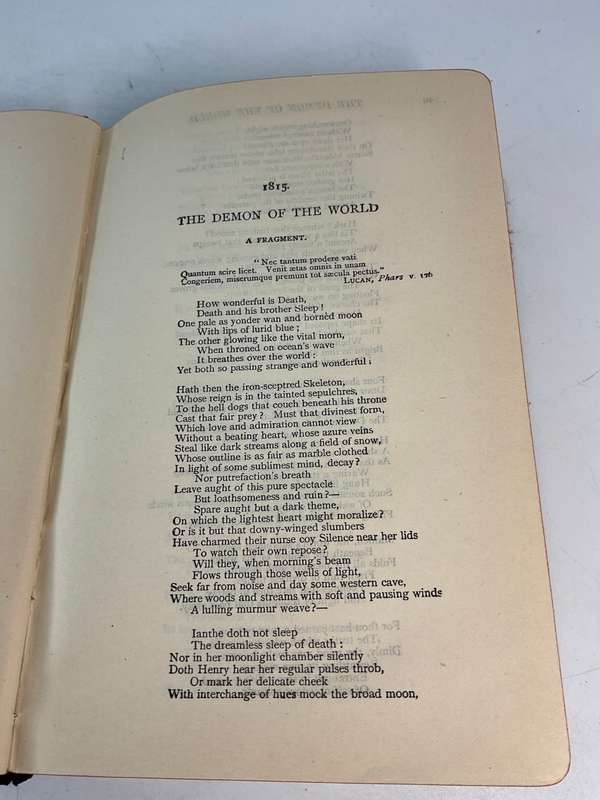 1815.
THE DEMON OF THE WORLD
A FRAGMENT.
" Nec tantum prodere vati
Quantum scire licet. Venit ætas omnis in unam
Congeriem, miserumque premunt tot sæcula pectus."
LUCAN, Phars v. 176
How wonderful is Death,
Death and his brother Sleep!
One pale as yonder wan and hornèd moon
With lips of lurid blue;
The other glowing like the vital morn,
When throned on ocean's wave
It breathes over the world:
Yet both so passing strange and wonderful;
Hath then the iron-sceptred Skeleton,
Whose reign is in the tainted sepulchres,
To the hell dogs that couch beneath his throne
Cast that fair prey? Must that divinest form,
Which love and admiration cannot view
Without a beating heart, whose azure veins
Steal like dark streams along a field of snow,
Whose outline is as fair as marble clothed
In light of some sublimest mind, decay?
Nor putrefaction's breath
Leave aught of this pure spectacle
But loathsomeness and ruin?—
Spare aught but a dark theme,
On which the lightest heart might moralize?
Or is it but that downy-winged slumbers
Have charmed their nurse coy Silence near her lids
To watch their own repose?
Will they, when morning's beam
Flows through those wells of light,
Seek far from noise and day some western cave,
Where woods and streams with soft and pausing winds
A lulling murmur weave?—
Ianthe doth not sleep
The dreamless sleep of death:
Nor in her moonlight chamber silently
Doth Henry hear her regular pulses throb,
Or mark her delicate cheek
With interchange of hues mock the broad moon,